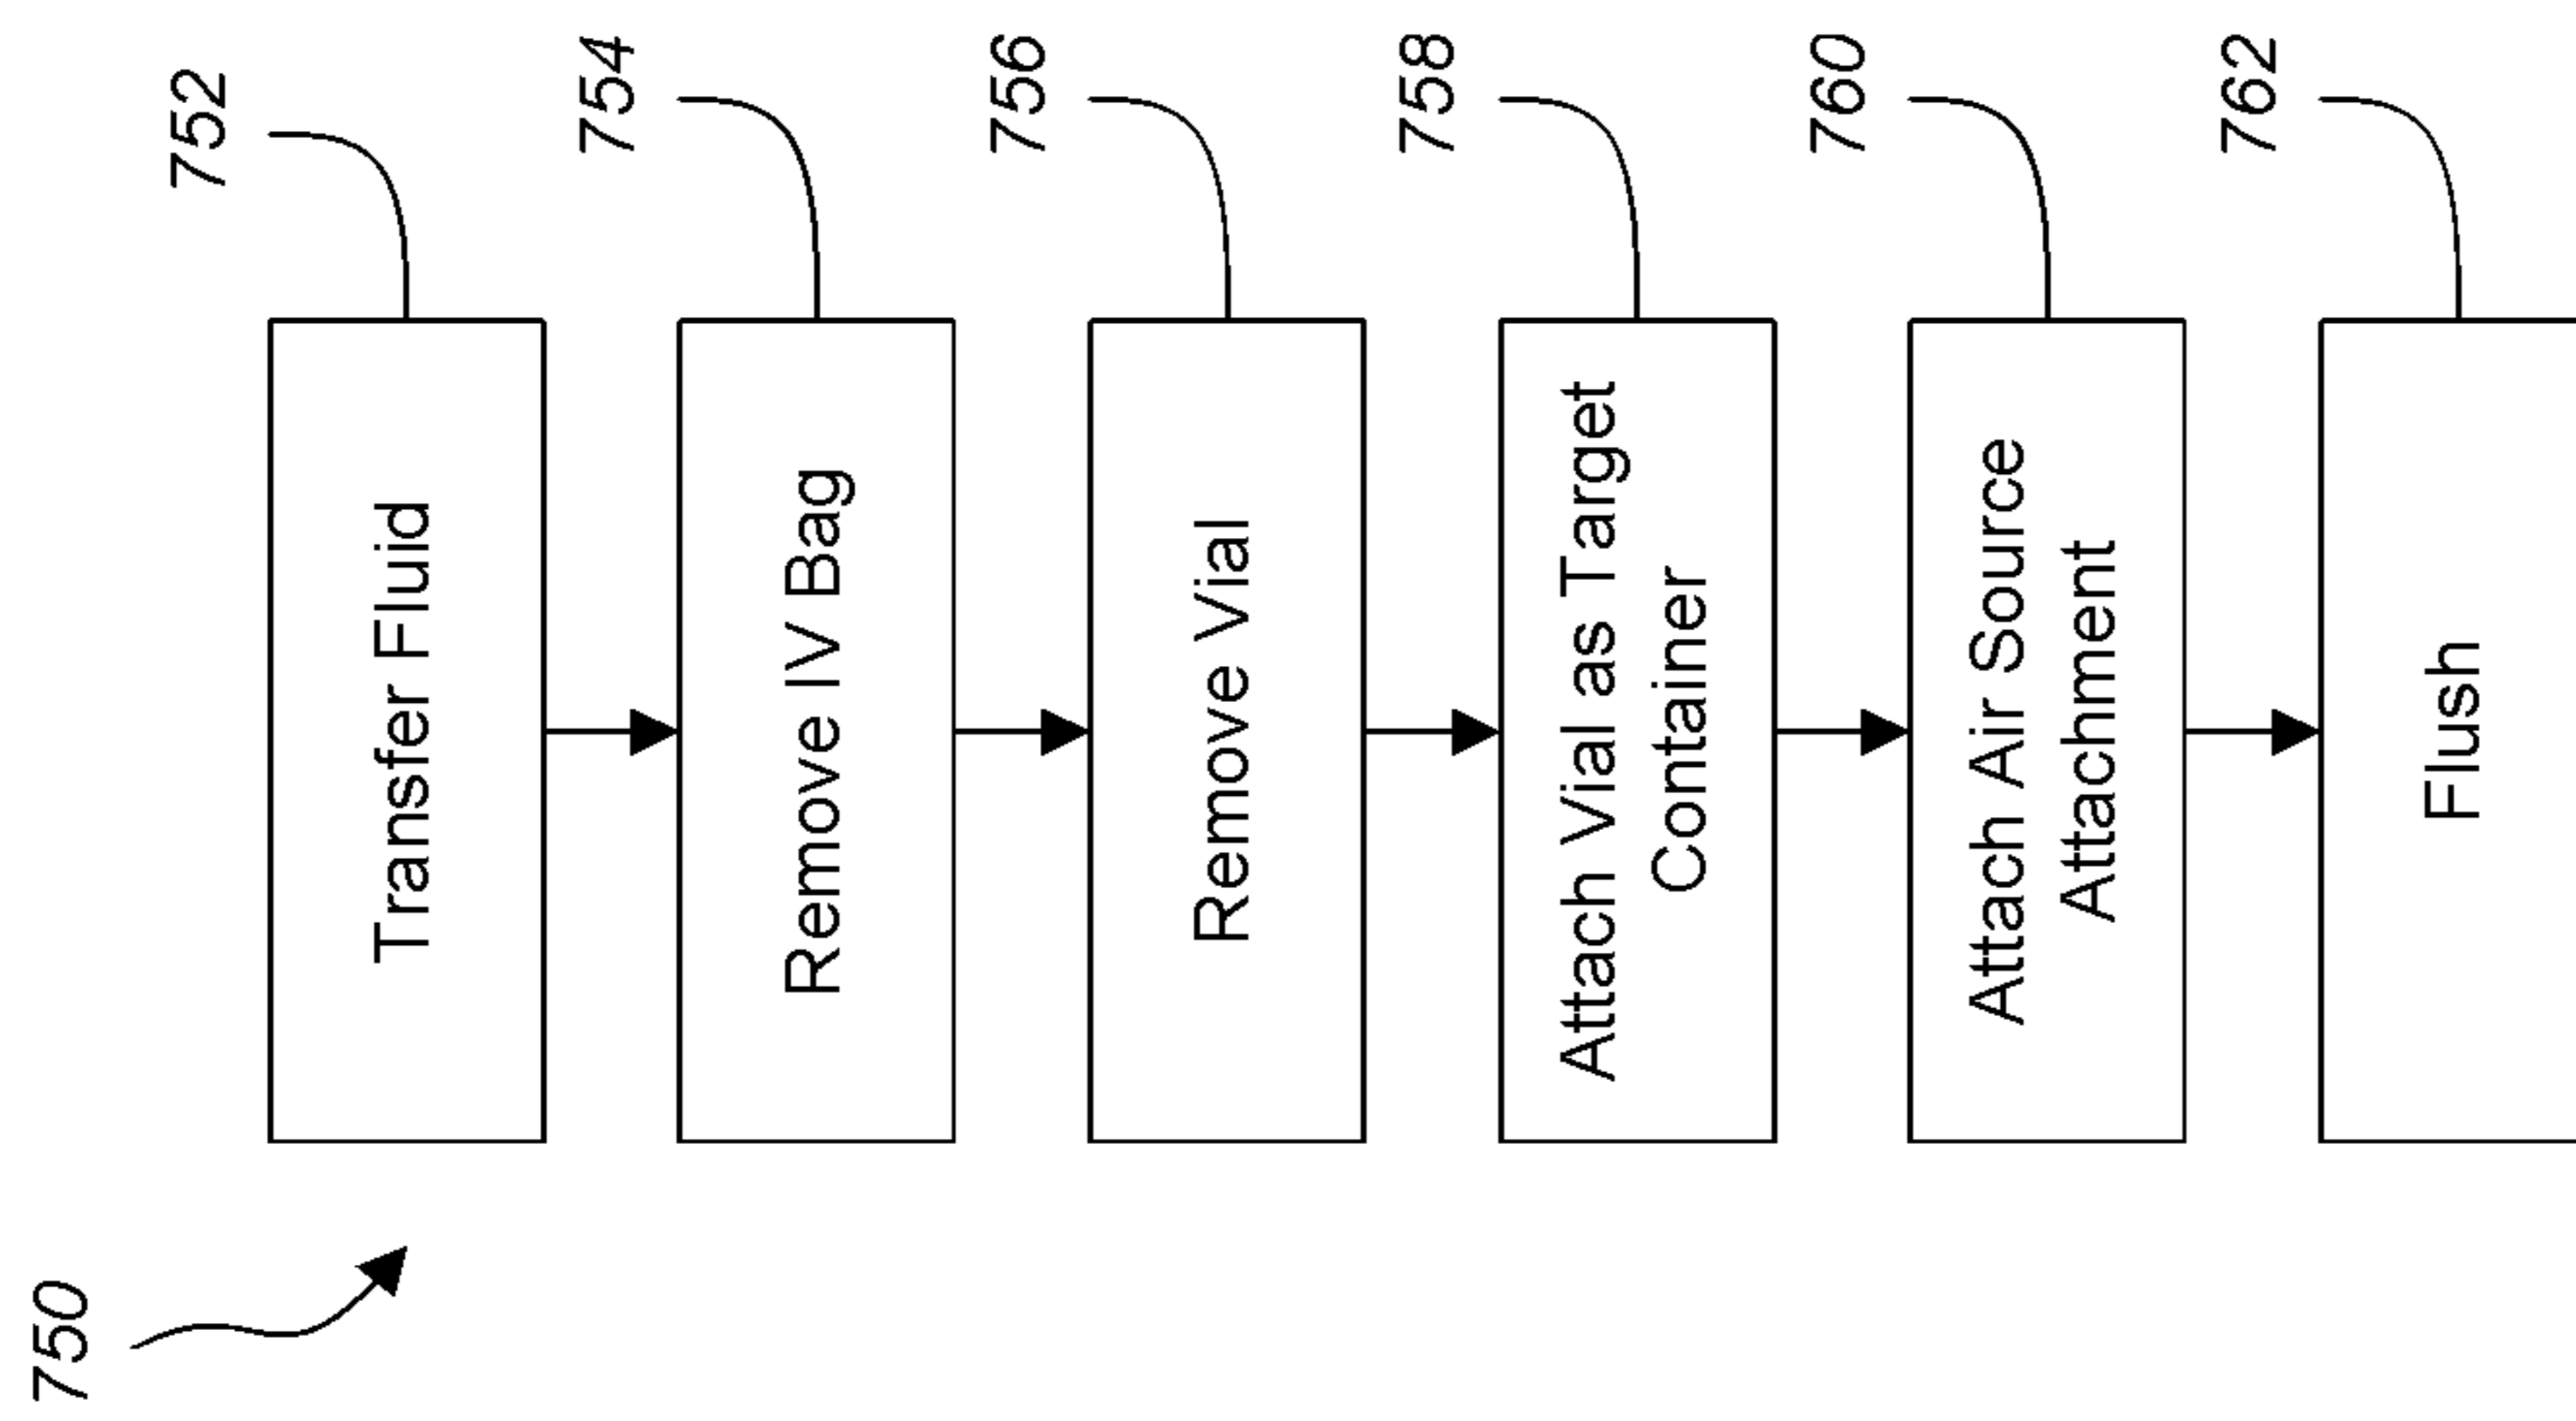 750
752
Transfer Fluid
754
Remove IV Bag
756
Remove Vial
758
Attach Vial as Target
Container
760
Attach Air Source
Attachment
762
Flush